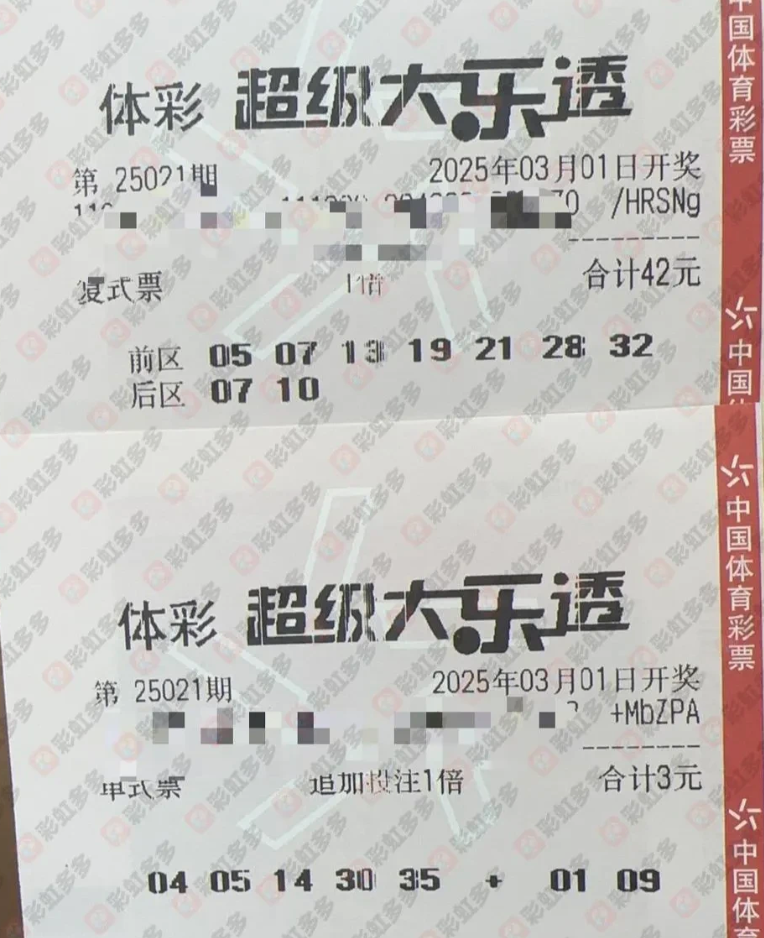 体彩 超级大乐透
第 25021期 2025年03月01日开奖
/HRSNg
复式票 1倍 合计42元
前区 05 07 13 19 21 28 32
后区 07 10
中国体育彩票
中国体
体彩 超级大乐透
第 25021期 2025年03月01日开奖
+MbZPA
单式票 追加投注1倍 合计3元
04 05 14 30 35 + 01 09
中国体育彩票
中国体育
彩虹多多